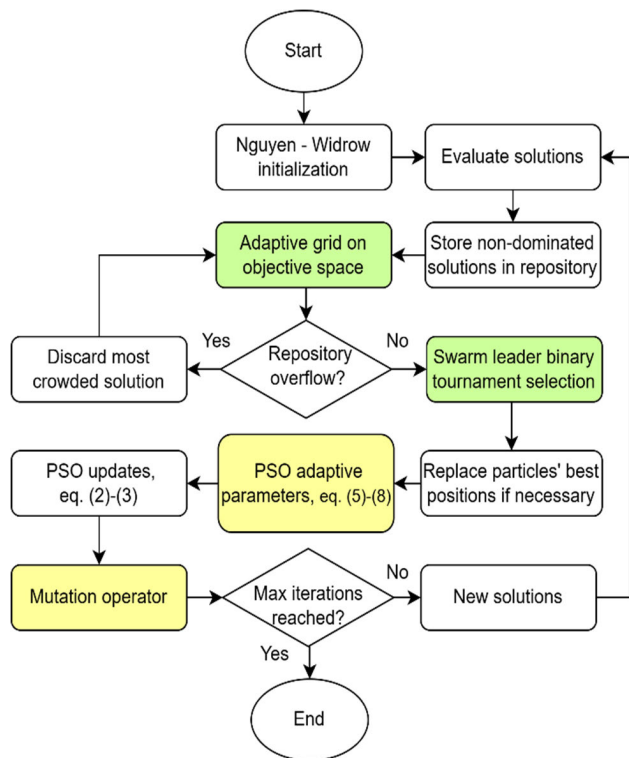 Start
Nguyen - Widrow
initialization
Evaluate solutions
Adaptive grid on
objective space
Store non-dominated
solutions in repository
Yes
No
Discard most
crowded solution
Repository
overflow?
Swarm leader binary
tournament selection
PSO updates,
eq. (2)-(3)
PSO adaptive
parameters, eq. (5)-(8)
Replace particles' best
positions if necessary
Mutation operator
Max iterations
reached?
No
New solutions
Yes
End